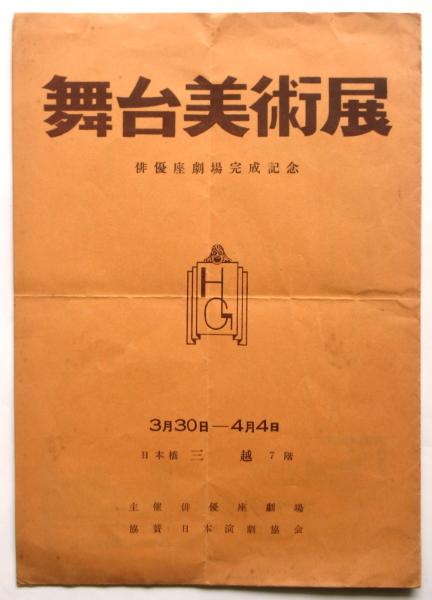 舞台美術展
俳優座劇場完成記念
HG
3月30日—4月4日
日本橋 三越 7階
主催 俳優座劇場
協賛 日本演劇協会